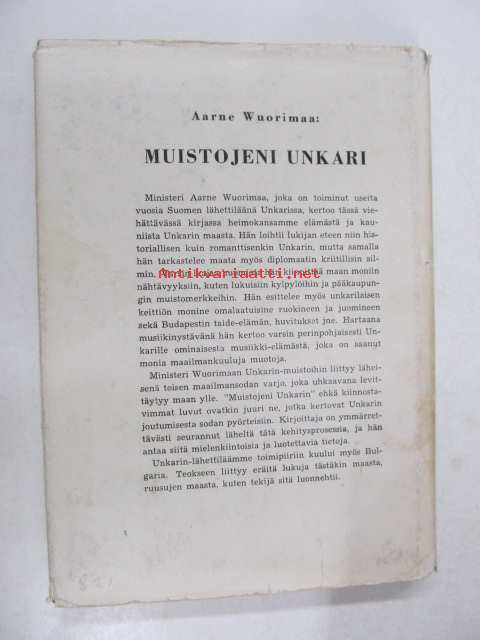 Aarne Wuorimaa:
MUISTOJENI UNKARI
Ministeri Aarne Wuorimaa, joka on toiminut useita
vuosia Suomen lähettiläänä Unkarissa, kertoo tässä vie-
hättävässä kirjassa heimokansamme elämästä ja kau-
niista Unkarin maasta. Hän loihtii lukijan eteen niin his-
toriallisen kuin romanttisenkin Unkarin, mutta samalla
hän tarkastelee maata myös diplomaatin kriitillisin sil-
min. hän kiinnittää maan moniin
Antikvariaatti.net
nähtävyyksiin, kuten lukuisiin kylpylöihin ja pääkaupun-
gin muistomerkkeihin. Hän esittelee myös unkarilaisen
keittiön monine omalaatuisine ruokineen ja juomineen
sekä Budapestin taide-elämän, huvitukset jne. Hartaana
musiikinystävänä hän kertoo varsin perinpohjaisesti Un-
karille ominaisesta musiikki-elämästä, joka on saanut
monia maailmankuuluja muotoja.
Ministeri Wuorimaan Unkarin-muistoihin liittyy lähei-
senä toisen maailmansodan varjo, joka uhkaavana levit-
täytyy maan ylle. "Muistojeni Unkarin" ehkä kiinnosta-
vimmat luvut ovatkin juuri ne, jotka kertovat Unkarin
joutumisesta sodan pyörteisiin. Kirjoittaja on ymmärret-
tävästi seurannut läheltä tätä kehitysprosessia, ja hän
antaa siitä mielenkiintoisia ja luotettavia tietoja.
Unkarin-lähettiläämme toimipiiriin kuului myös Bul-
garia. Teokseen liittyy eräitä lukuja tästäkin maasta,
ruusujen maasta, kuten tekijä sitä luonnehtii.